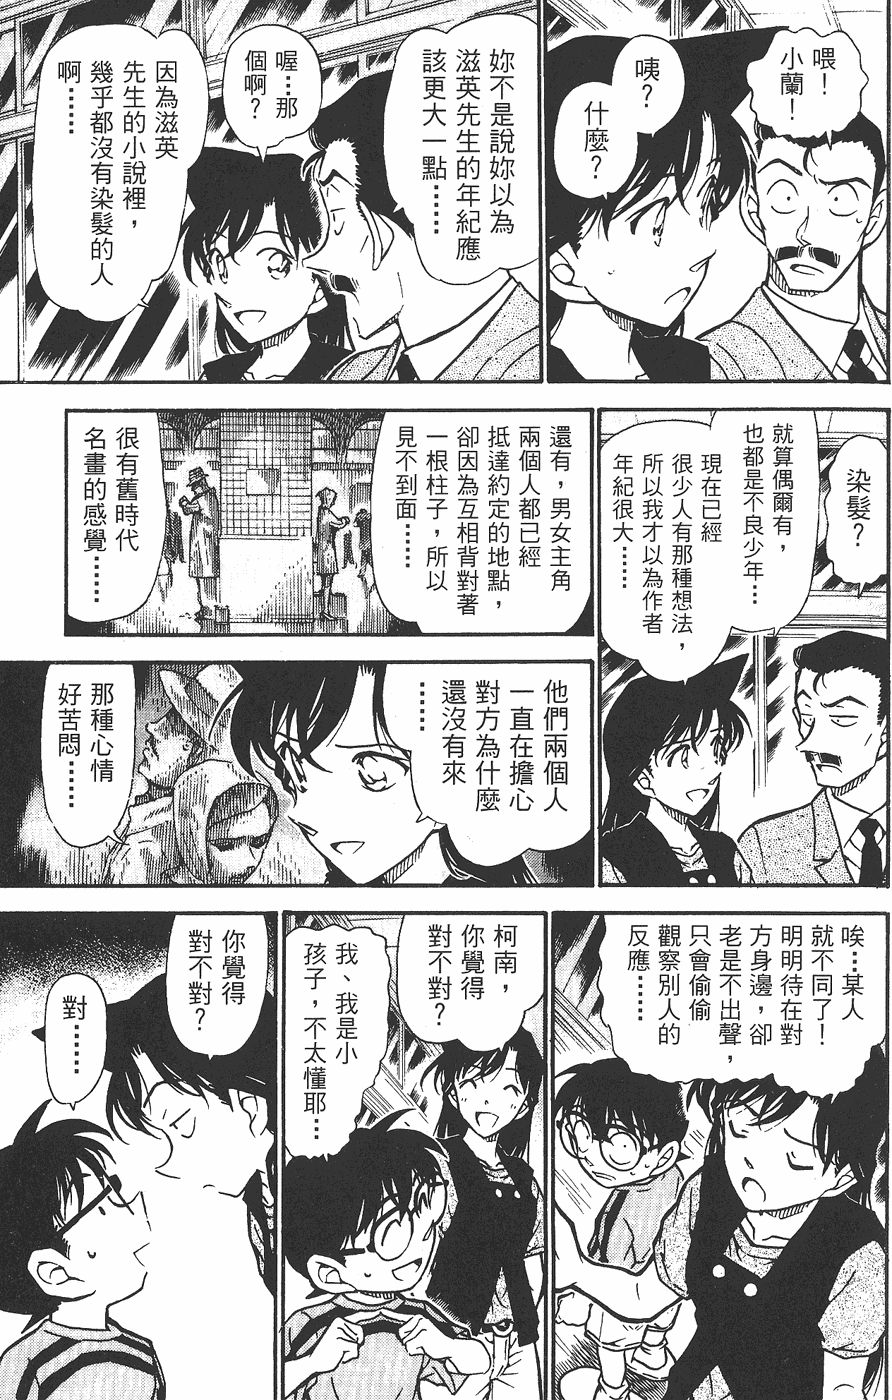 喂！
小蘭！
咦？
什麼？
妳不是說妳以為
滋英先生的年紀應
該更大一點……
喔…那
個啊？
因為滋英
先生的小說裡，
幾乎都沒有染髮的人
啊……
染髮？
就算偶爾有，
也都是不良少年…
現在已經
很少人有那種想法，
所以我才以為作者
年紀很大……
還有，男女主角
兩個人都已經
抵達約定的地點，
卻因為互相背對著
一根柱子，所以
見不到面……
很有舊時代
名畫的感覺……
他們兩個人
一直在擔心
對方為什麼
還沒有來
……
那種心情
好苦悶……
唉…某人
就不同了！
明明待在對
方身邊，卻
老是不出聲，
只會偷偷
觀察別人的
反應……
柯南，
你覺得
對不對？
我、我是小
孩子，不太懂耶…
你覺得
對不對？
對……